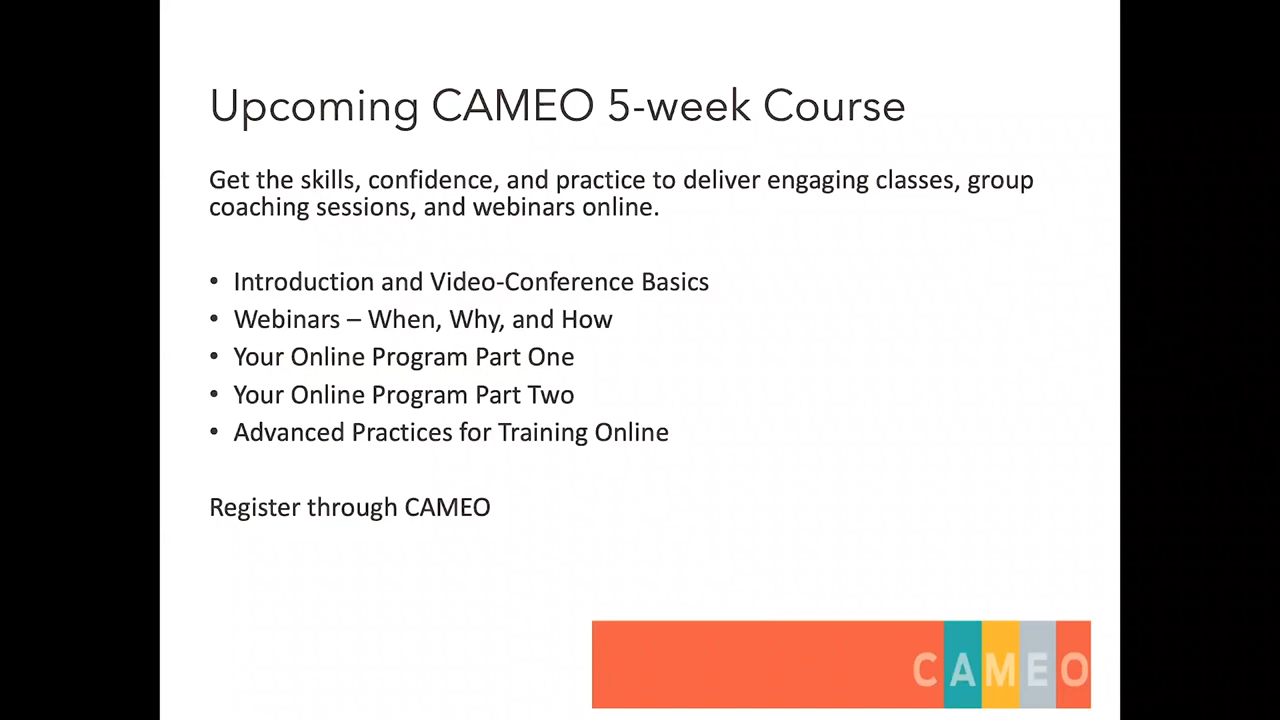 Upcoming CAMEO 5-week Course
Get the skills, confidence, and practice to deliver engaging classes, group
coaching sessions, and webinars online.
• Introduction and Video-Conference Basics
• Webinars – When, Why, and How
• Your Online Program Part One
• Your Online Program Part Two
• Advanced Practices for Training Online
Register through CAMEO
CAMEO